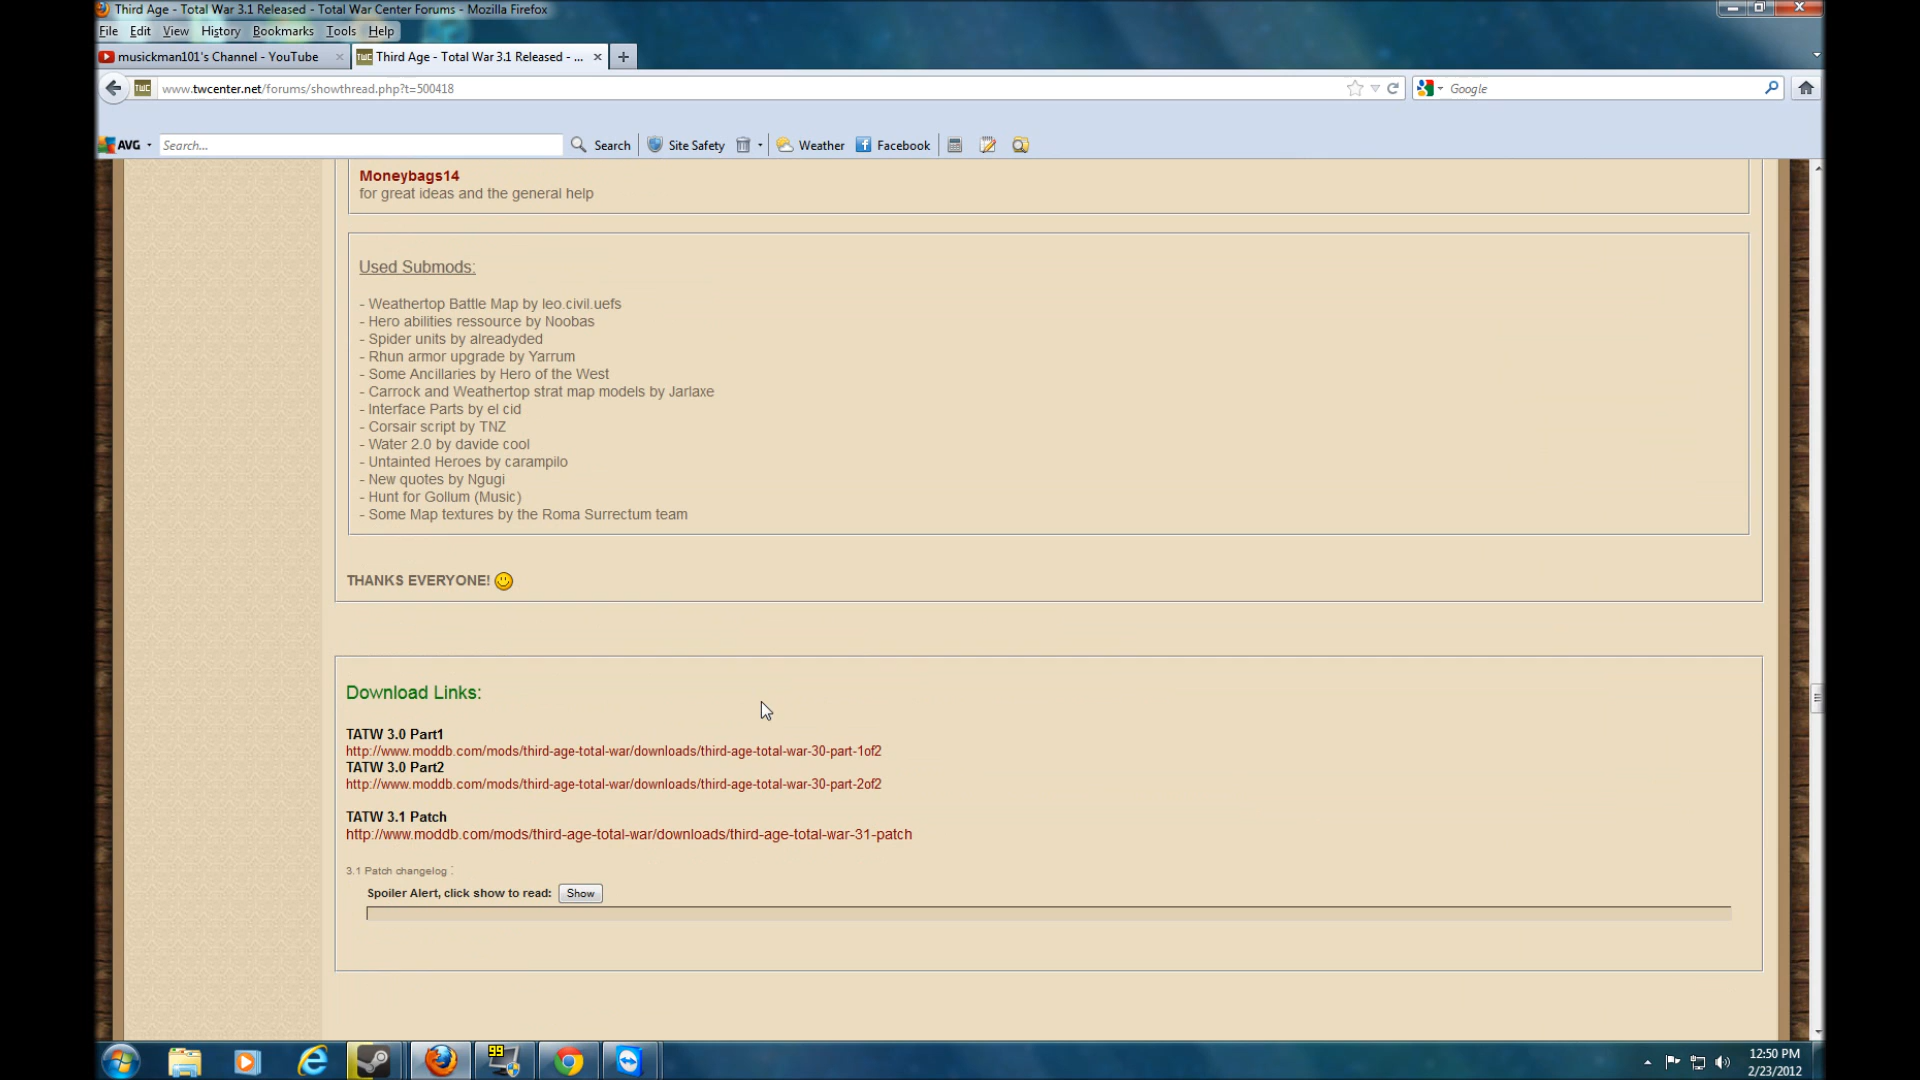 Third Age - Total War 3.1 Released - Total War Center Forums - Mozilla Firefox
File Edit View History Bookmarks Tools Help
musickman101's Channel - YouTube
TWC Third Age - Total War 3.1 Released - ...
TWC www.twcenter.net/forums/showthread.php?t=500418
Google
AVG Search... Search Site Safety Weather Facebook
Moneybags14
for great ideas and the general help
Used Submods:
- Weathertop Battle Map by leo.civil.uefs
- Hero abilities ressource by Noobas
- Spider units by alreadyded
- Rhun armor upgrade by Yarrum
- Some Ancillaries by Hero of the West
- Carrock and Weathertop strat map models by Jarlaxe
- Interface Parts by el cid
- Corsair script by TNZ
- Water 2.0 by davide cool
- Untainted Heroes by carampilo
- New quotes by Ngugi
- Hunt for Gollum (Music)
- Some Map textures by the Roma Surrectum team
THANKS EVERYONE!
Download Links:
TATW 3.0 Part1
http://www.moddb.com/mods/third-age-total-war/downloads/third-age-total-war-30-part-1of2
TATW 3.0 Part2
http://www.moddb.com/mods/third-age-total-war/downloads/third-age-total-war-30-part-2of2
TATW 3.1 Patch
http://www.moddb.com/mods/third-age-total-war/downloads/third-age-total-war-31-patch
3.1 Patch changelog :
Spoiler Alert, click show to read: Show
99
12:50 PM
2/23/2012